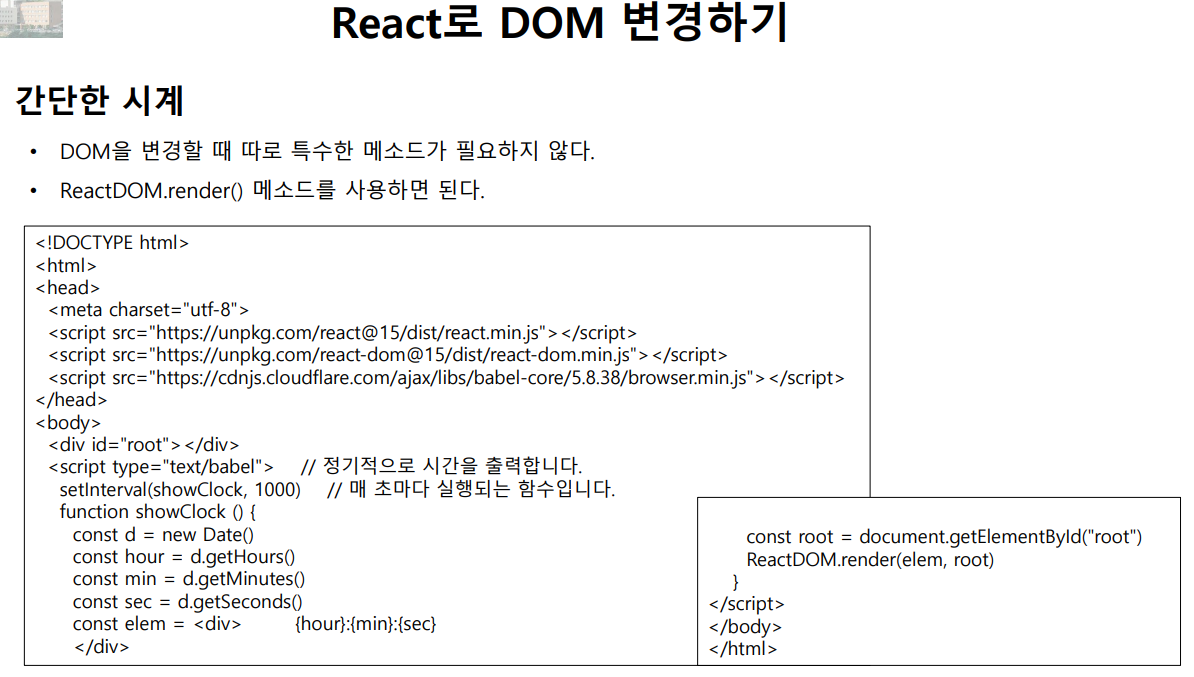 React로 DOM 변경하기
간단한 시계
• DOM을 변경할 때 따로 특수한 메소드가 필요하지 않다.
• ReactDOM.render() 메소드를 사용하면 된다.
<!DOCTYPE html>
<html>
<head>
<meta charset="utf-8">
<script src="https://unpkg.com/react@15/dist/react.min.js"></script>
<script src="https://unpkg.com/react-dom@15/dist/react-dom.min.js"></script>
<script src="https://cdnjs.cloudflare.com/ajax/libs/babel-core/5.8.38/browser.min.js"></script>
</head>
<body>
<div id="root"></div>
<script type="text/babel"> // 정기적으로 시간을 출력합니다.
setInterval(showClock, 1000) // 매 초마다 실행되는 함수입니다.
function showClock () {
const d = new Date()
const hour = d.getHours()
const min = d.getMinutes()
const sec = d.getSeconds()
const elem = <div> {hour}:{min}:{sec}
</div>
const root = document.getElementById("root")
ReactDOM.render(elem, root)
}
</script>
</body>
</html>